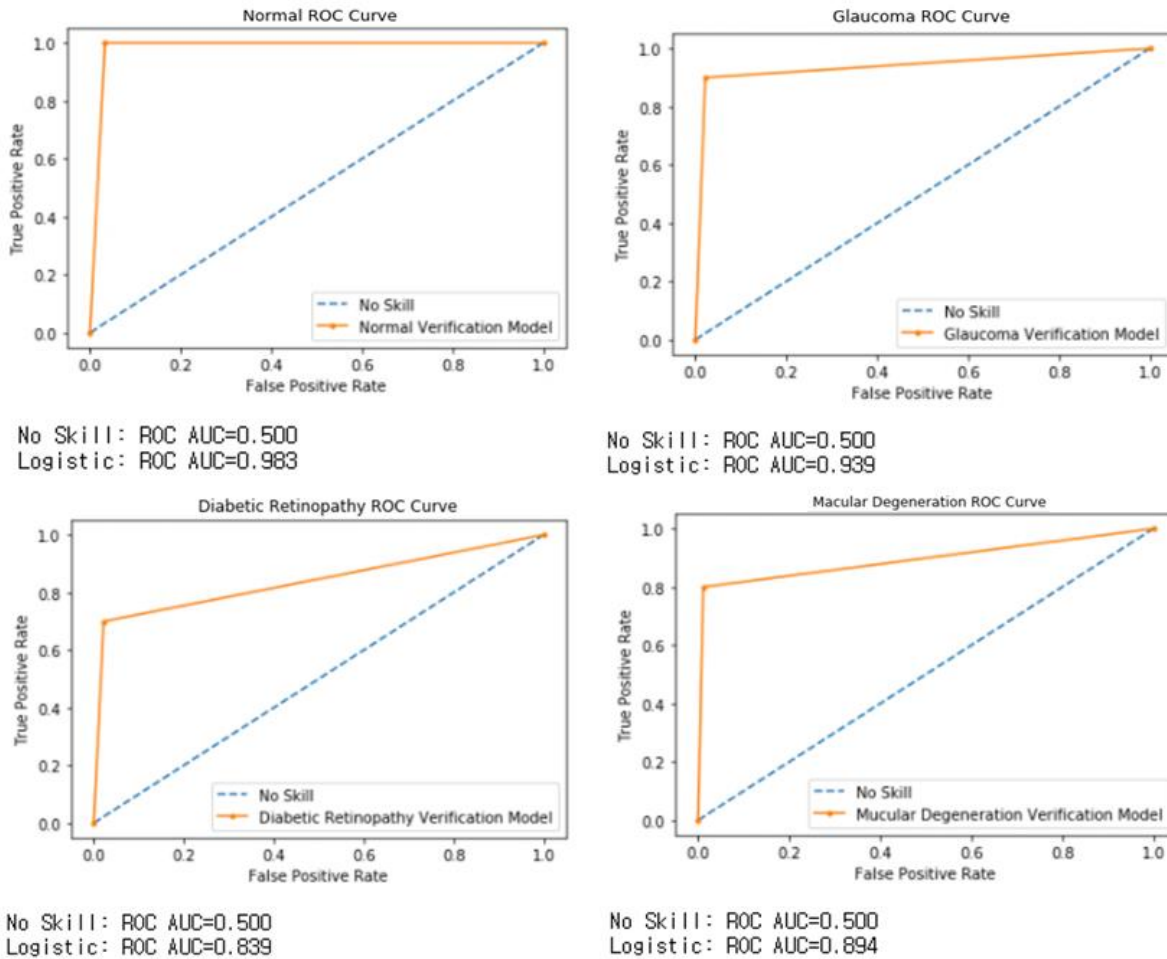 Normal ROC Curve
1.0
0.8
0.6
0.4
0.2
0.0
True Positive Rate
No Skill
Normal Verification Model
0.0 0.2 0.4 0.6 0.8 1.0
False Positive Rate
No Skill: ROC AUC=0.500
Logistic: ROC AUC=0.983
Glaucoma ROC Curve
1.0
0.8
0.6
0.4
0.2
0.0
True Positive Rate
No Skill
Glaucoma Verification Model
0.0 0.2 0.4 0.6 0.8 1.0
False Positive Rate
No Skill: ROC AUC=0.500
Logistic: ROC AUC=0.939
Diabetic Retinopathy ROC Curve
1.0
0.8
0.6
0.4
0.2
0.0
True Positive Rate
No Skill
Diabetic Retinopathy Verification Model
0.0 0.2 0.4 0.6 0.8 1.0
False Positive Rate
No Skill: ROC AUC=0.500
Logistic: ROC AUC=0.839
Macular Degeneration ROC Curve
1.0
0.8
0.6
0.4
0.2
0.0
True Positive Rate
No Skill
Mucular Degeneration Verification Model
0.0 0.2 0.4 0.6 0.8 1.0
False Positive Rate
No Skill: ROC AUC=0.500
Logistic: ROC AUC=0.894